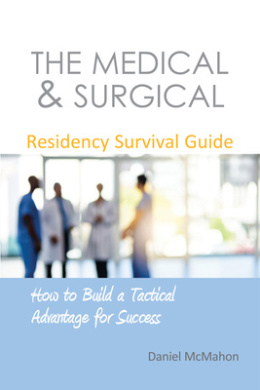 THE MEDICAL
& SURGICAL
Residency Survival Guide
How to Build a Tactical
Advantage for Success
Daniel McMahon